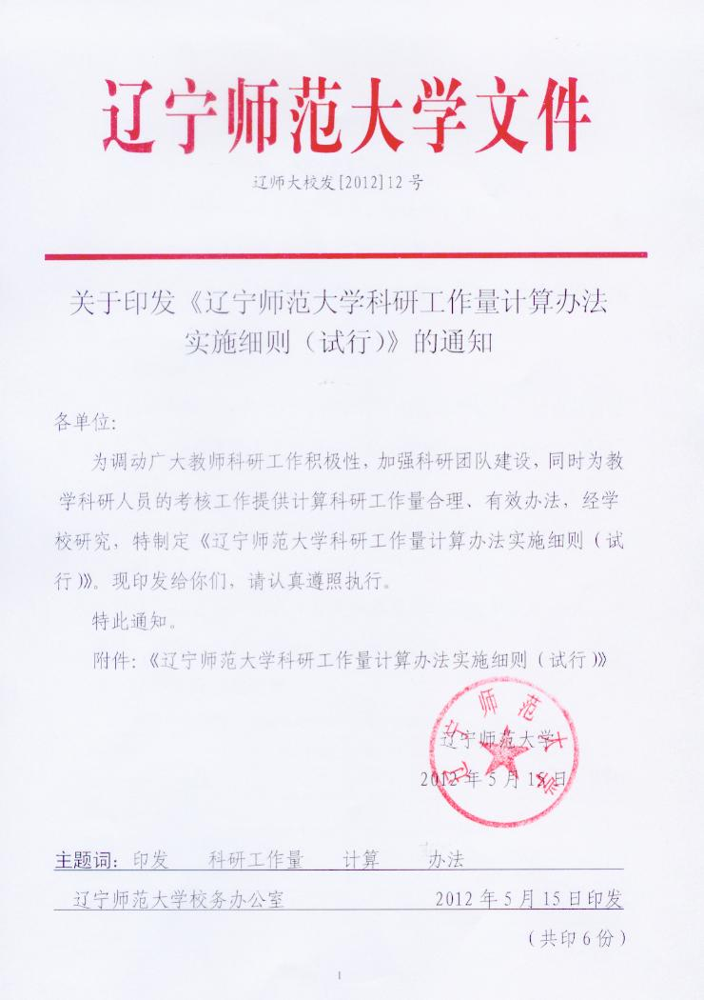 辽宁师范大学文件
辽师大校发[2012]12号
关于印发《辽宁师范大学科研工作量计算办法
实施细则（试行）》的通知
各单位：
为调动广大教师科研工作积极性，加强科研团队建设，同时为教
学科研人员的考核工作提供计算科研工作量合理、有效办法，经学
校研究，特制定《辽宁师范大学科研工作量计算办法实施细则（试
行）》。现印发给你们，请认真遵照执行。
特此通知。
附件：《辽宁师范大学科研工作量计算办法实施细则（试行）》
辽宁师范大学
辽宁师范大学
2012年5月15日
主题词：印发 科研工作量 计算 办法
辽宁师范大学校务办公室 2012年5月15日印发
（共印6份）
1